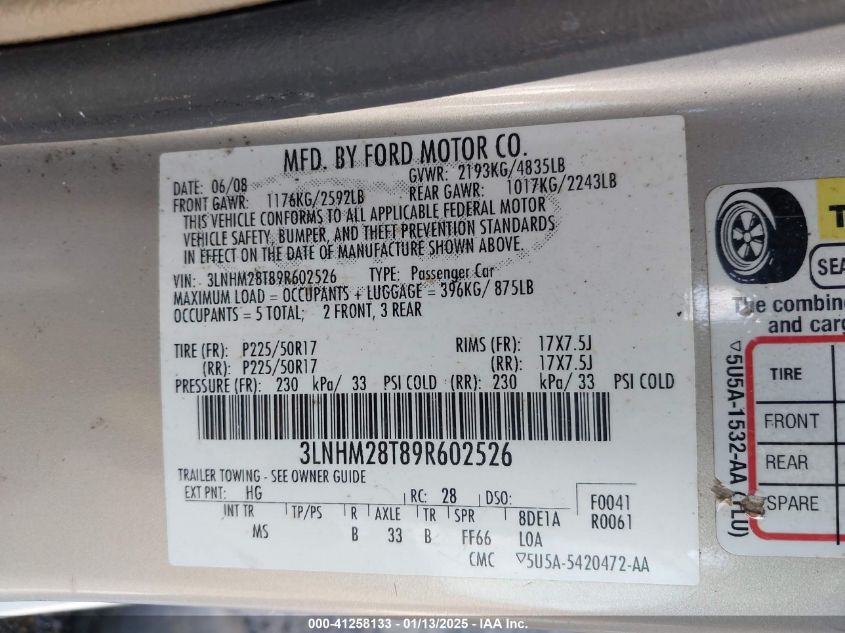 MFD. BY FORD MOTOR CO.
DATE: 06/08 GVWR: 2193KG/4835LB
FRONT GAWR: 1176KG/2592LB REAR GAWR: 1017KG/2243LB
THIS VEHICLE CONFORMS TO ALL APPLICABLE FEDERAL MOTOR
VEHICLE SAFETY, BUMPER, AND THEFT PREVENTION STANDARDS
IN EFFECT ON THE DATE OF MANUFACTURE SHOWN ABOVE.
VIN: 3LNHM28T89R602526 TYPE: Passenger Car
MAXIMUM LOAD = OCCUPANTS + LUGGAGE = 396KG/ 875LB
OCCUPANTS = 5 TOTAL; 2 FRONT, 3 REAR
TIRE (FR): P225/50R17 RIMS (FR): 17X7.5J
(RR): P225/50R17 (RR): 17X7.5J
PRESSURE (FR): 230 kPa/ 33 PSI COLD (RR): 230 kPa/ 33 PSI COLD
3LNHM28T89R602526
TRAILER TOWING - SEE OWNER GUIDE
EXT PNT: HG RC: 28 DSO: F0041
INT TR TP/PS R AXLE TR SPR 8DE1A R0061
MS B 33 B FF66 LOA
CMC ▽5U5A-5420472-AA
SEA
The combin
and carg
TIRE
FRONT
REAR
SPARE
▽5U5A-1532-AA (FLU)
000-41258133 - 01/13/2025 - IAA Inc.